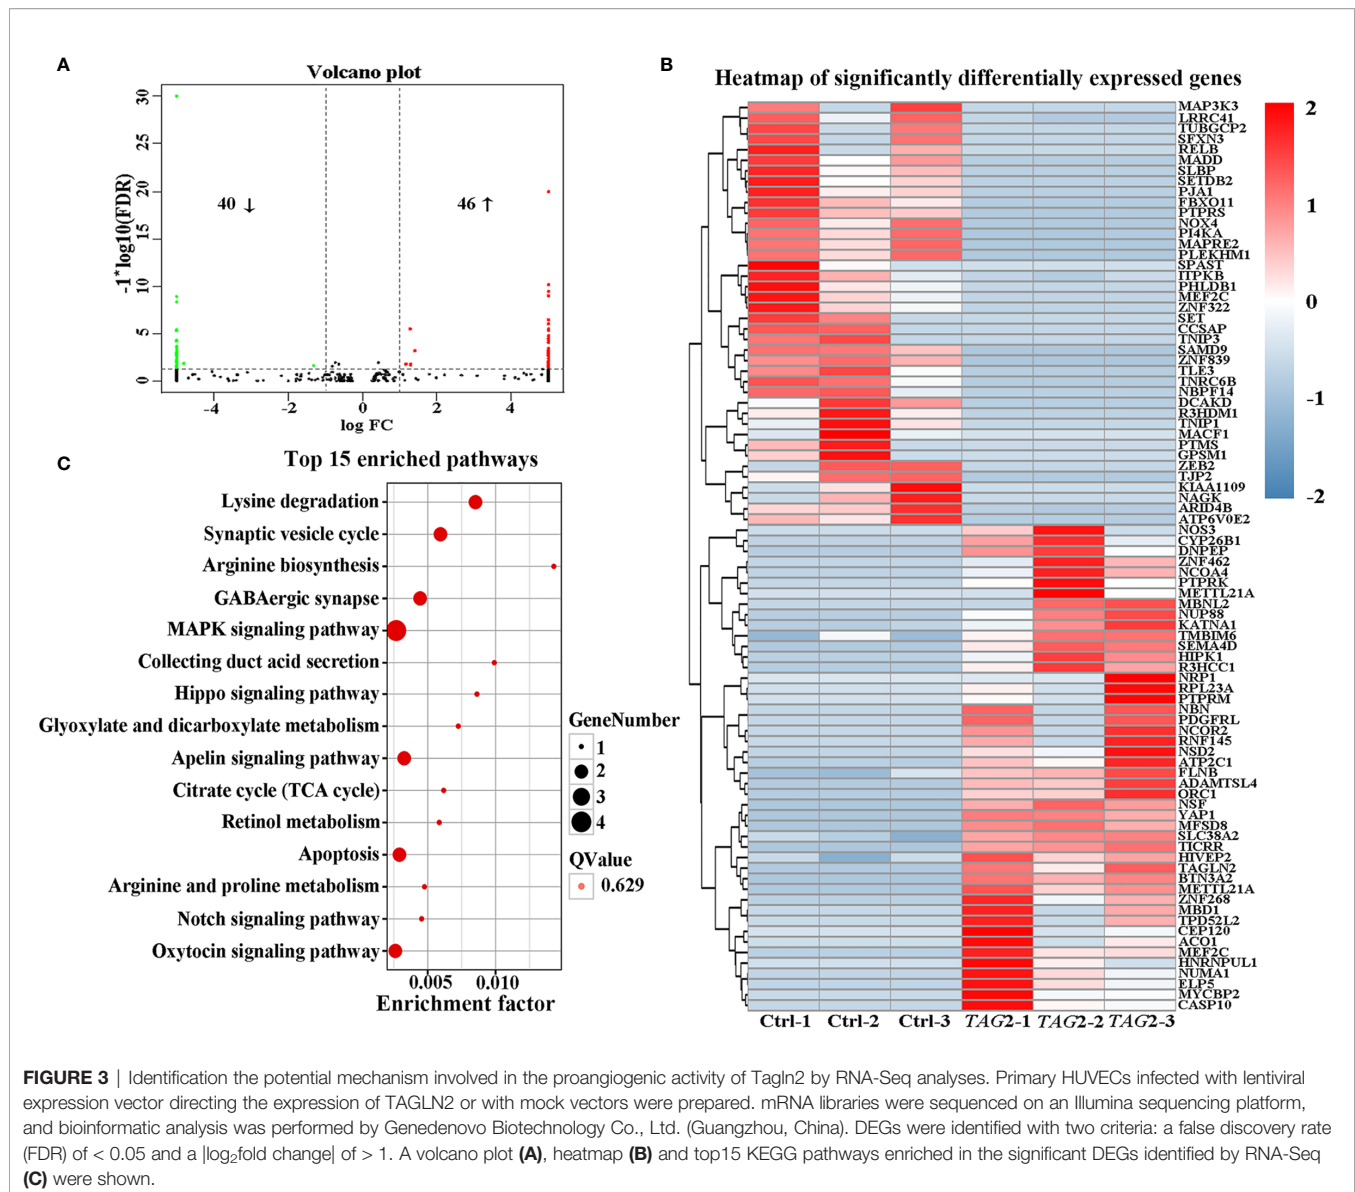 A
Volcano plot
-1*log10(FDR)
30
25
20
15
10
5
0
40 ↓
46 ↑
-4
-2
0
2
4
log FC
B
Heatmap of significantly differentially expressed genes
MAP3K3
LRRC41
TUBGCP2
SFXN3
RELB
MADD
SLBP
SETDB2
PJA1
FBXO11
PTPRS
NOX4
PI4KA
MAPRE2
PLEKHM1
SPAST
ITPKB
PHLDB1
MEF2C
ZNF322
SET
CCSAP
TNIP3
SAMD9
ZNF839
TLE3
TNRC6B
NBPF14
DCAKD
R3HDM1
TNIP1
MACF1
PTMS
GPSM1
ZEB2
TJP2
KIAA1109
NAGK
ARID4B
ATP6V0E2
NOS3
CYP26B1
DNPEP
ZNF462
NCOA4
PTPRK
METTL21A
MBNL2
NUP88
KATNA1
TMBIM6
SEMA4D
HIPK1
R3HCC1
NRP1
RPL23A
PTPRM
NBN
PDGFRL
NCOR2
RNF145
NSD2
ATP2C1
FLNB
ADAMTSL4
ORC1
NSF
YAP1
MFSD8
SLC38A2
TICRR
HIVEP2
TAGLN2
BTN3A2
METTL21A
ZNF268
MBD1
TPD52L2
CEP120
ACO1
MEF2C
HNRNPUL1
NUMA1
ELP5
MYCBP2
CASP10
Ctrl-1 Ctrl-2 Ctrl-3 TAG2-1 TAG2-2 TAG2-3
2
1
0
-1
-2
C
Top 15 enriched pathways
Lysine degradation
Synaptic vesicle cycle
Arginine biosynthesis
GABAergic synapse
MAPK signaling pathway
Collecting duct acid secretion
Hippo signaling pathway
Glyoxylate and dicarboxylate metabolism
Apelin signaling pathway
Citrate cycle (TCA cycle)
Retinol metabolism
Apoptosis
Arginine and proline metabolism
Notch signaling pathway
Oxytocin signaling pathway
0.005 0.010
Enrichment factor
GeneNumber
1
2
3
4
QValue
0.629
FIGURE 3 | Identification the potential mechanism involved in the proangiogenic activity of Tagln2 by RNA-Seq analyses. Primary HUVECs infected with lentiviral
expression vector directing the expression of TAGLN2 or with mock vectors were prepared. mRNA libraries were sequenced on an Illumina sequencing platform,
and bioinformatic analysis was performed by Genedenovo Biotechnology Co., Ltd. (Guangzhou, China). DEGs were identified with two criteria: a false discovery rate
(FDR) of < 0.05 and a |log₂fold change| of > 1. A volcano plot (A), heatmap (B) and top15 KEGG pathways enriched in the significant DEGs identified by RNA-Seq
(C) were shown.